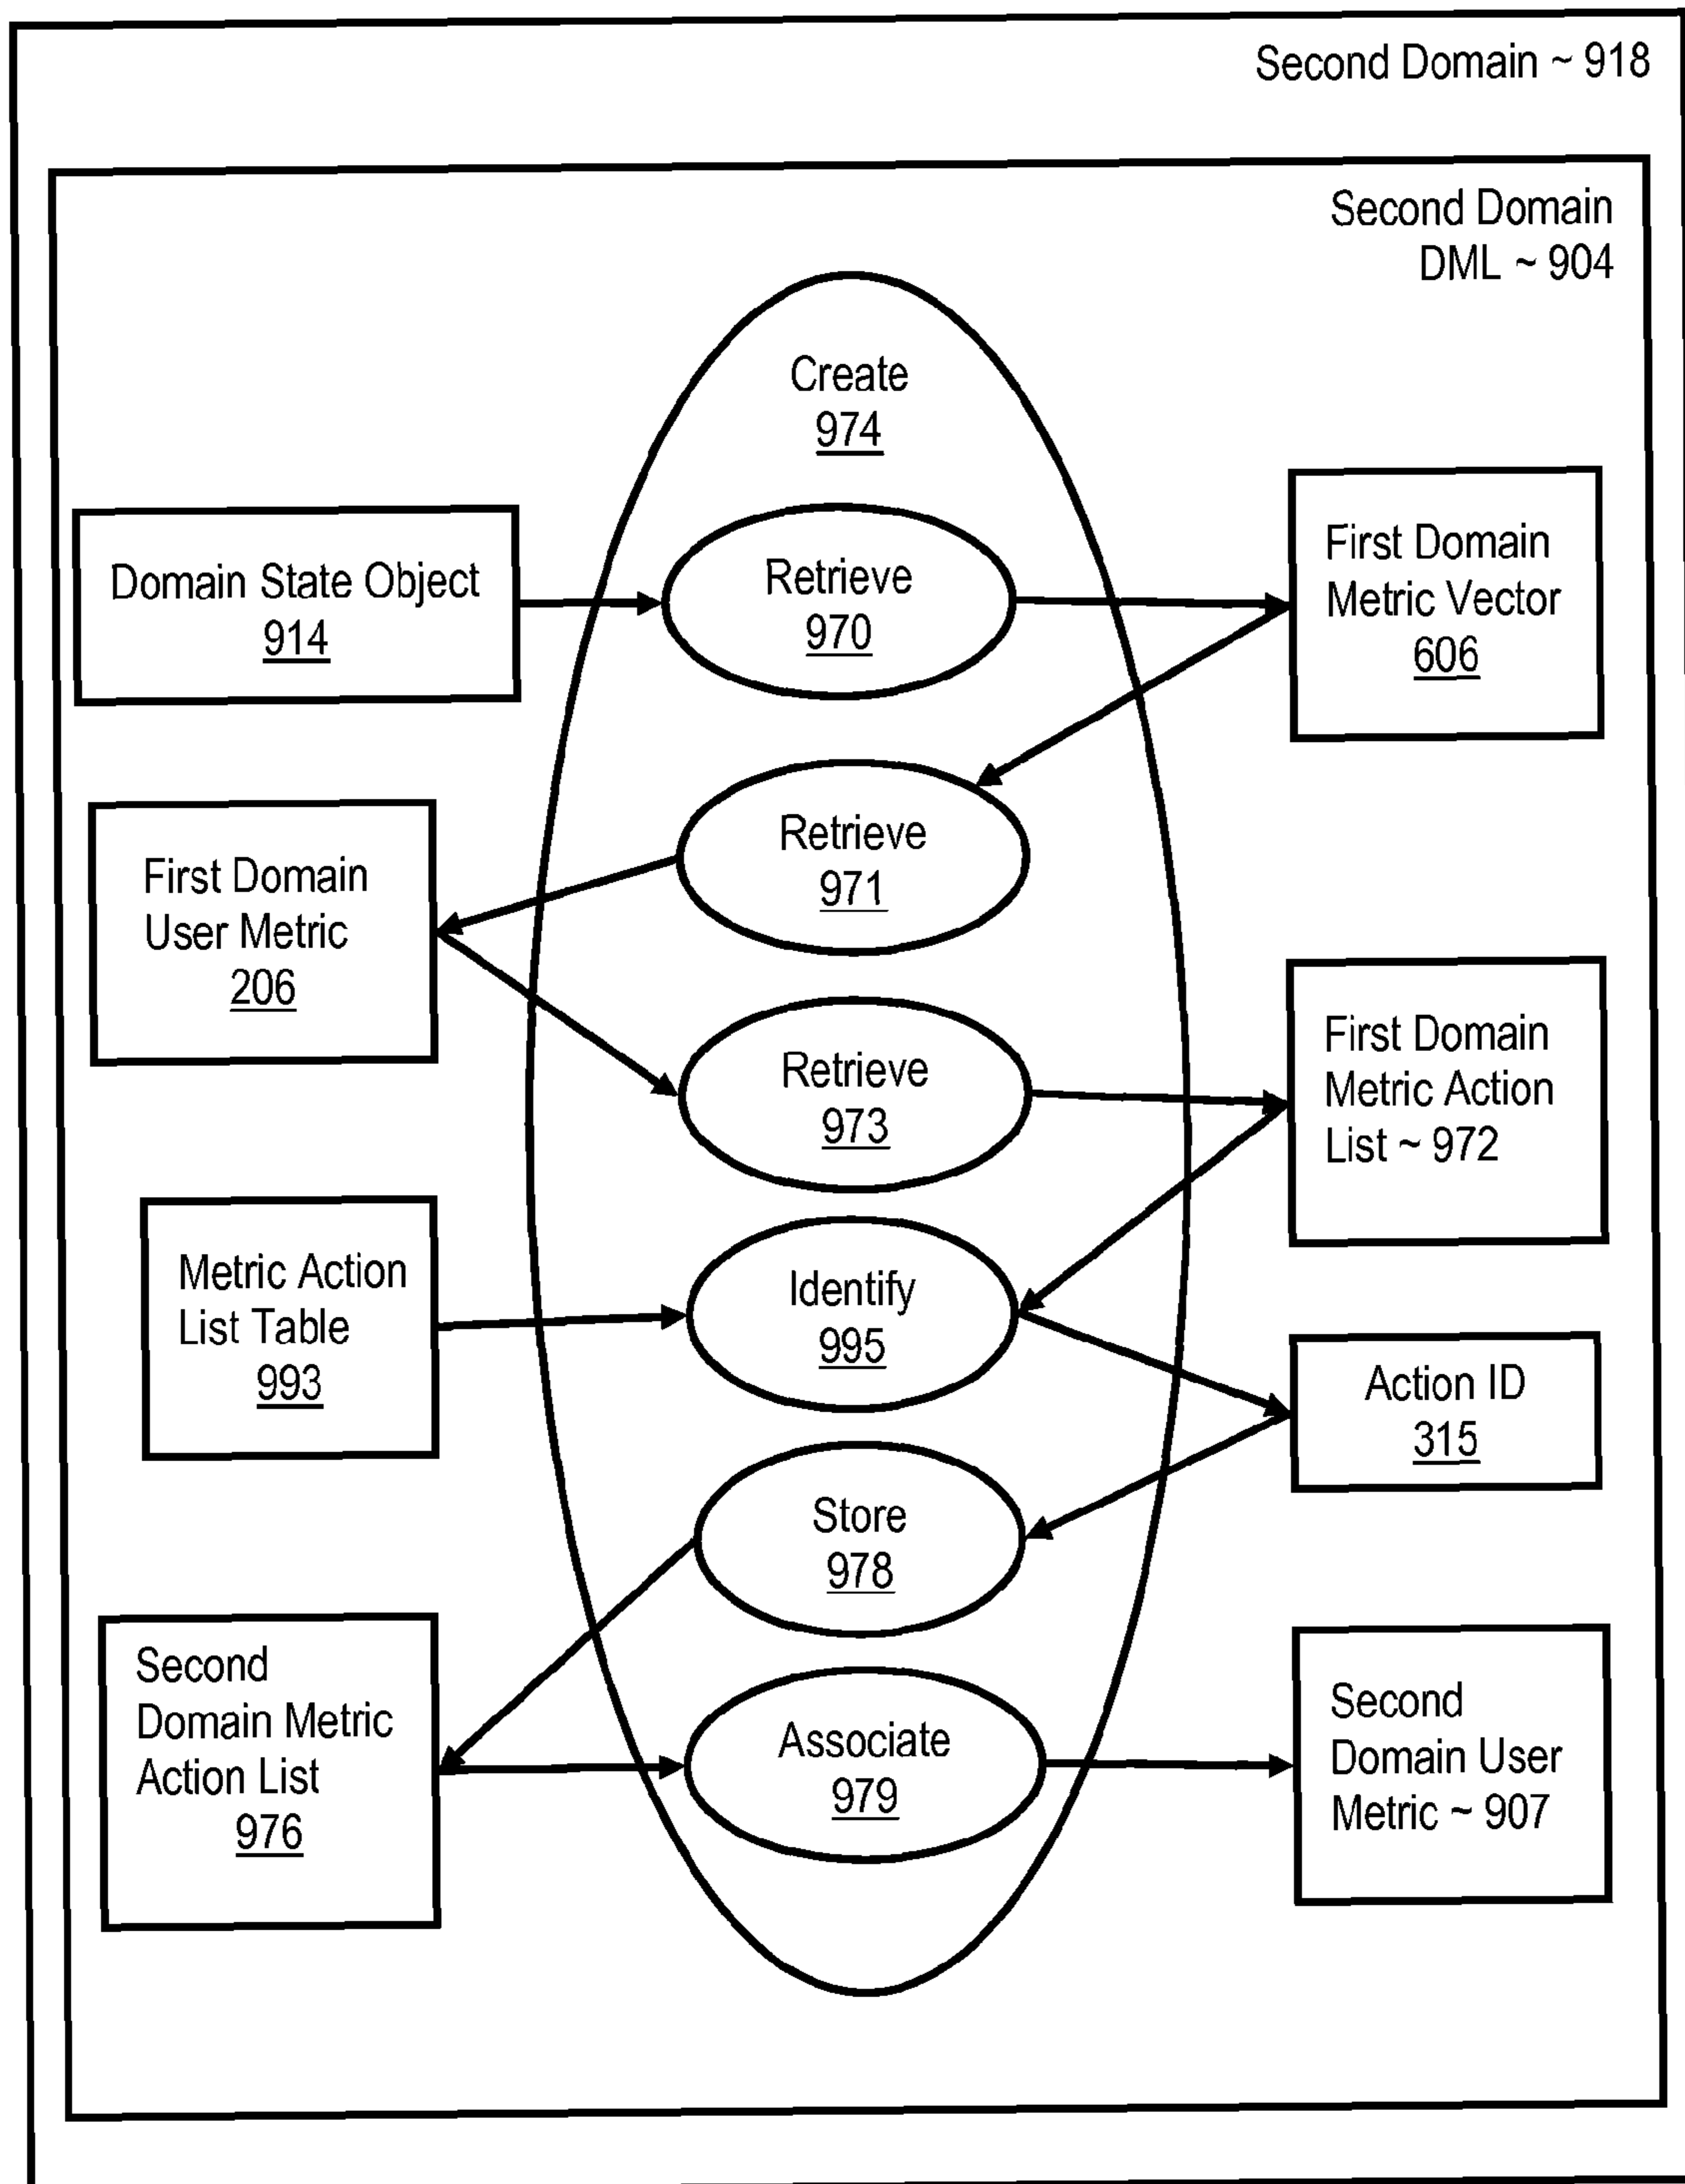 Second Domain ~ 918
Second Domain
DML ~ 904
Create
974
Domain State Object
914
Retrieve
970
First Domain
Metric Vector
606
Retrieve
971
First Domain
User Metric
206
Retrieve
973
First Domain
Metric Action
List ~ 972
Metric Action
List Table
993
Identify
995
Action ID
315
Store
978
Second
Domain Metric
Action List
976
Associate
979
Second
Domain User
Metric ~ 907